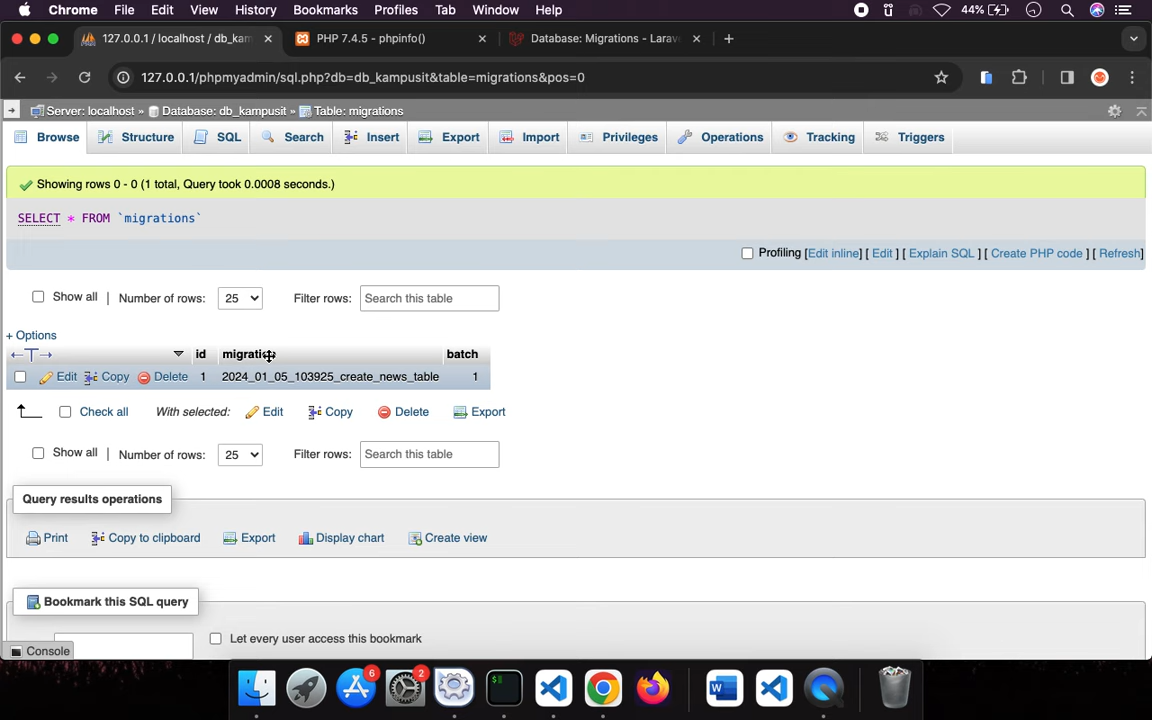 Chrome File Edit View History Bookmarks Profiles Tab Window Help 44%
127.0.0.1 / localhost / db_kam PHP 7.4.5 - phpinfo() Database: Migrations - Larav
127.0.0.1/phpmyadmin/sql.php?db=db_kampusit&table=migrations&pos=0
Server: localhost » Database: db_kampusit » Table: migrations
Browse Structure SQL Search Insert Export Import Privileges Operations Tracking Triggers
Showing rows 0 - 0 (1 total, Query took 0.0008 seconds.)
SELECT * FROM `migrations`
Profiling [Edit inline] [ Edit ] [ Explain SQL ] [ Create PHP code ] [ Refresh]
Show all | Number of rows: 25 Filter rows: Search this table
+ Options
id migration batch
Edit Copy Delete 1 2024_01_05_103925_create_news_table 1
Check all With selected: Edit Copy Delete Export
Show all | Number of rows: 25 Filter rows: Search this table
Query results operations
Print Copy to clipboard Export Display chart Create view
Bookmark this SQL query
Let every user access this bookmark
Console
6 2